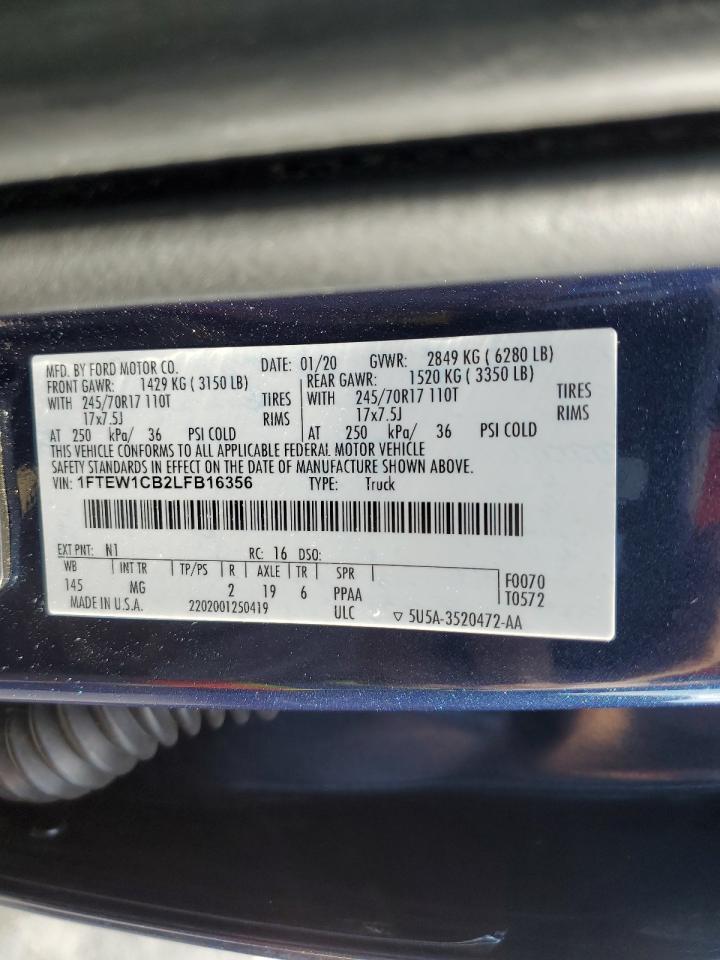 MFD. BY FORD MOTOR CO. DATE: 01/20 GVWR: 2849 KG ( 6280 LB)
FRONT GAWR: 1429 KG ( 3150 LB) REAR GAWR: 1520 KG ( 3350 LB)
WITH 245/70R17 110T TIRES WITH 245/70R17 110T TIRES
17x7.5J RIMS 17x7.5J RIMS
AT 250 kPa/ 36 PSI COLD AT 250 kPa/ 36 PSI COLD
THIS VEHICLE CONFORMS TO ALL APPLICABLE FEDERAL MOTOR VEHICLE
SAFETY STANDARDS IN EFFECT ON THE DATE OF MANUFACTURE SHOWN ABOVE.
VIN: 1FTEW1CB2LFB16356 TYPE: Truck
EXT PNT: N1 RC: 16 DSO:
WB INT TR TP/PS R AXLE TR SPR F0070
145 MG 2 19 6 PPAA T0572
MADE IN U.S.A. 2202001250419 ULC ▽ 5U5A-3520472-AA